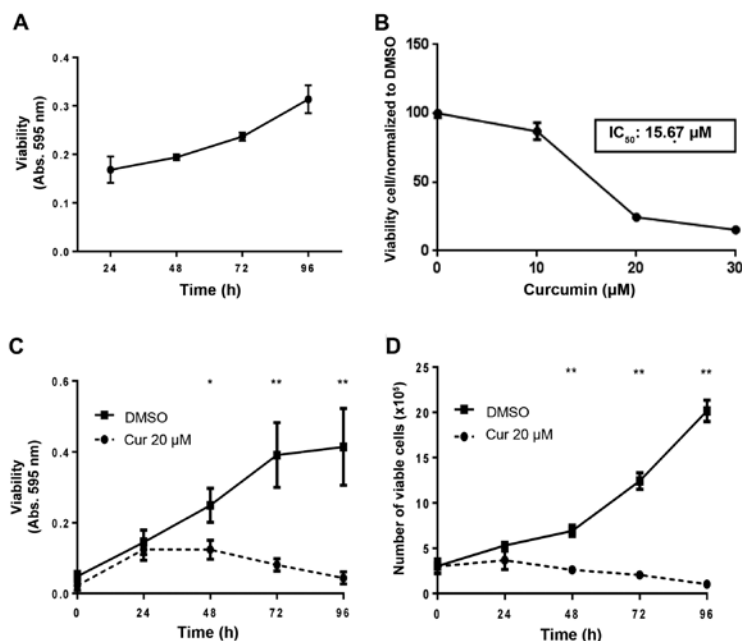 A
Viability
(Abs. 595 nm)
0.4
0.3
0.2
0.1
0.0
24 48 72 96
Time (h)
B
Viability cell/normalized to DMSO
150
100
50
0
IC50: 15.67 µM
0 10 20 30
Curcumin (µM)
C
Viability
(Abs. 595 nm)
0.6
0.4
0.2
0.0
* ** **
DMSO
Cur 20 µM
0 24 48 72 96
Time (h)
D
Number of viable cells (x10⁵)
25
20
15
10
5
0
** ** **
DMSO
Cur 20 µM
0 24 48 72 96
Time (h)